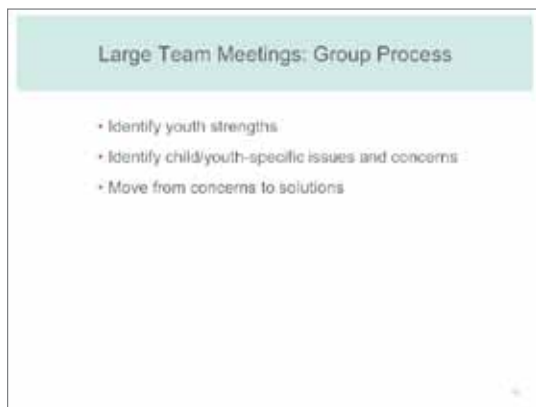 Large Team Meetings: Group Process
• Identify youth strengths
• Identify child/youth-specific issues and concerns
• Move from concerns to solutions